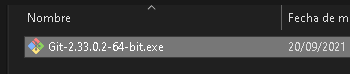 Nombre Fecha de m
Git-2.33.0.2-64-bit.exe 20/09/2021